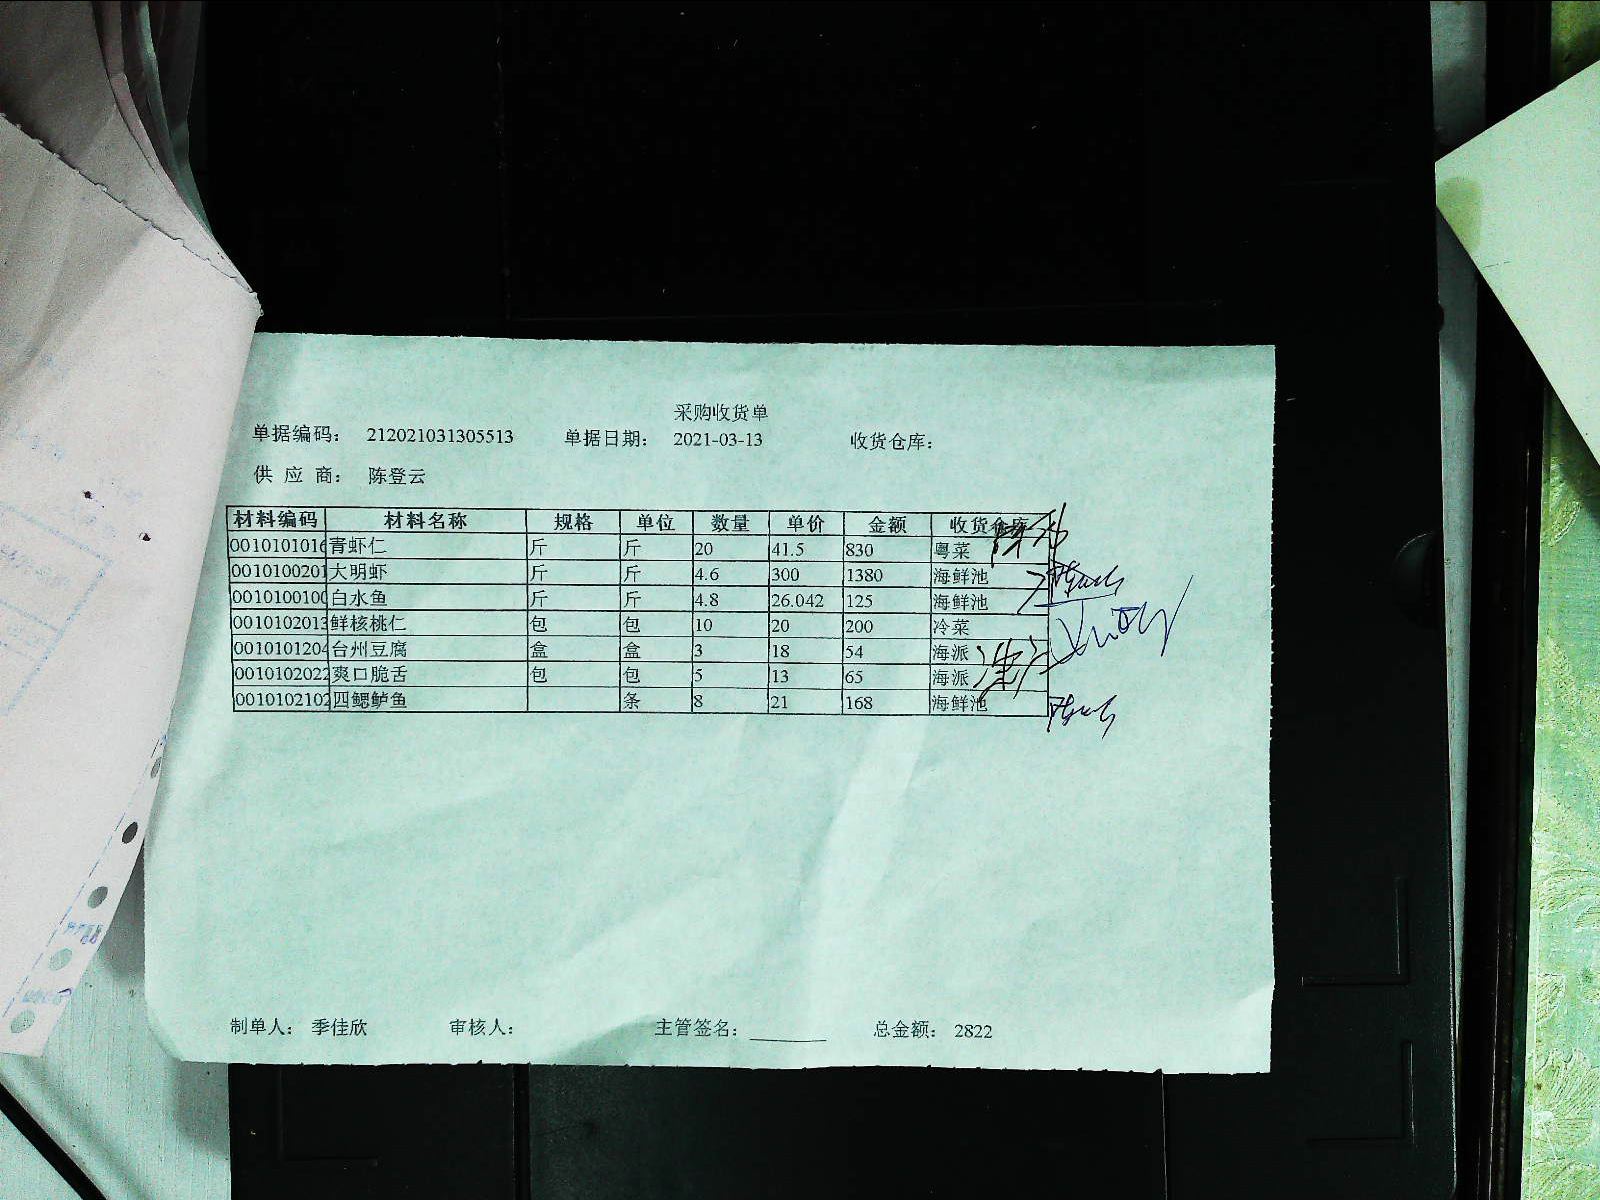 采购收货单
单据编码： 212021031305513 单据日期： 2021-03-13 收货仓库：
供 应 商： 陈登云
材料编码 材料名称 规格 单位 数量 单价 金额 收货仓库
0010101016 青虾仁 斤 斤 20 41.5 830 粤菜
0010100201 大明虾 斤 斤 4.6 300 1380 海鲜池
0010100100 白水鱼 斤 斤 4.8 26.042 125 海鲜池
0010102013 鲜核桃仁 包 包 10 20 200 冷菜
0010101204 台州豆腐 盒 盒 3 18 54 海派
0010102022 爽口脆舌 包 包 5 13 65 海派
0010102102 四鳃鲈鱼 条 8 21 168 海鲜池
制单人： 季佳欣 审核人： 主管签名： 总金额： 2822